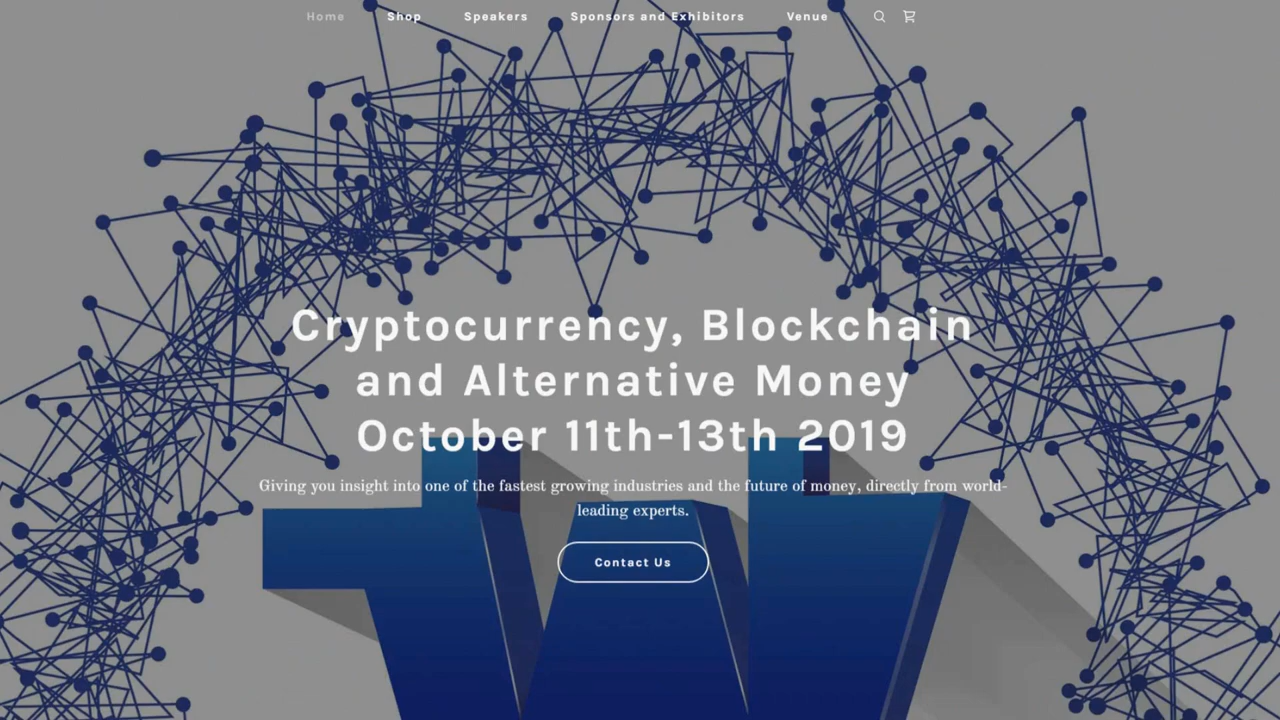 Home Shop Speakers Sponsors and Exhibitors Venue
Cryptocurrency, Blockchain
and Alternative Money
October 11th-13th 2019
Giving you insight into one of the fastest growing industries and the future of money, directly from world-
leading experts.
Contact Us